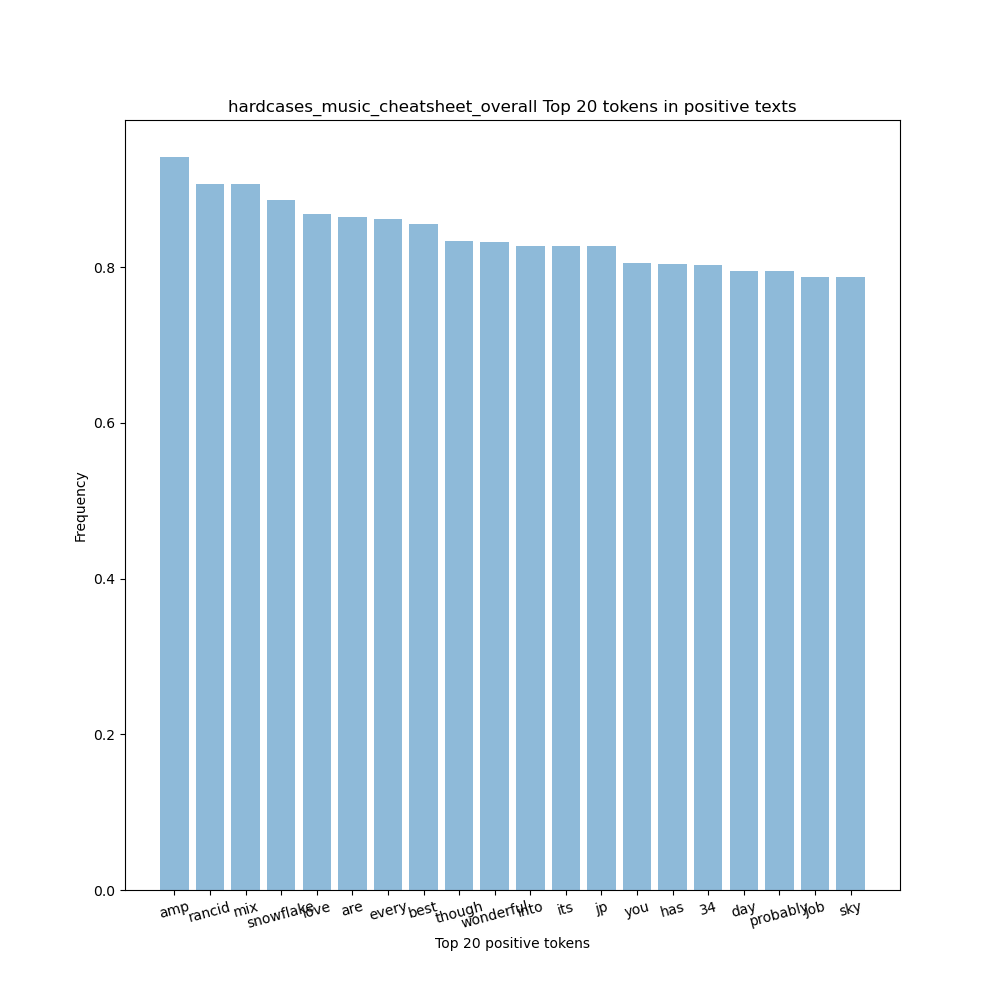 hardcases_music_cheatsheet_overall Top 20 tokens in positive texts
Frequency
0.8
0.6
0.4
0.2
0.0
amp rancid mix snowflake love are every best though wonderful into its jp you has 34 day probably job sky
Top 20 positive tokens